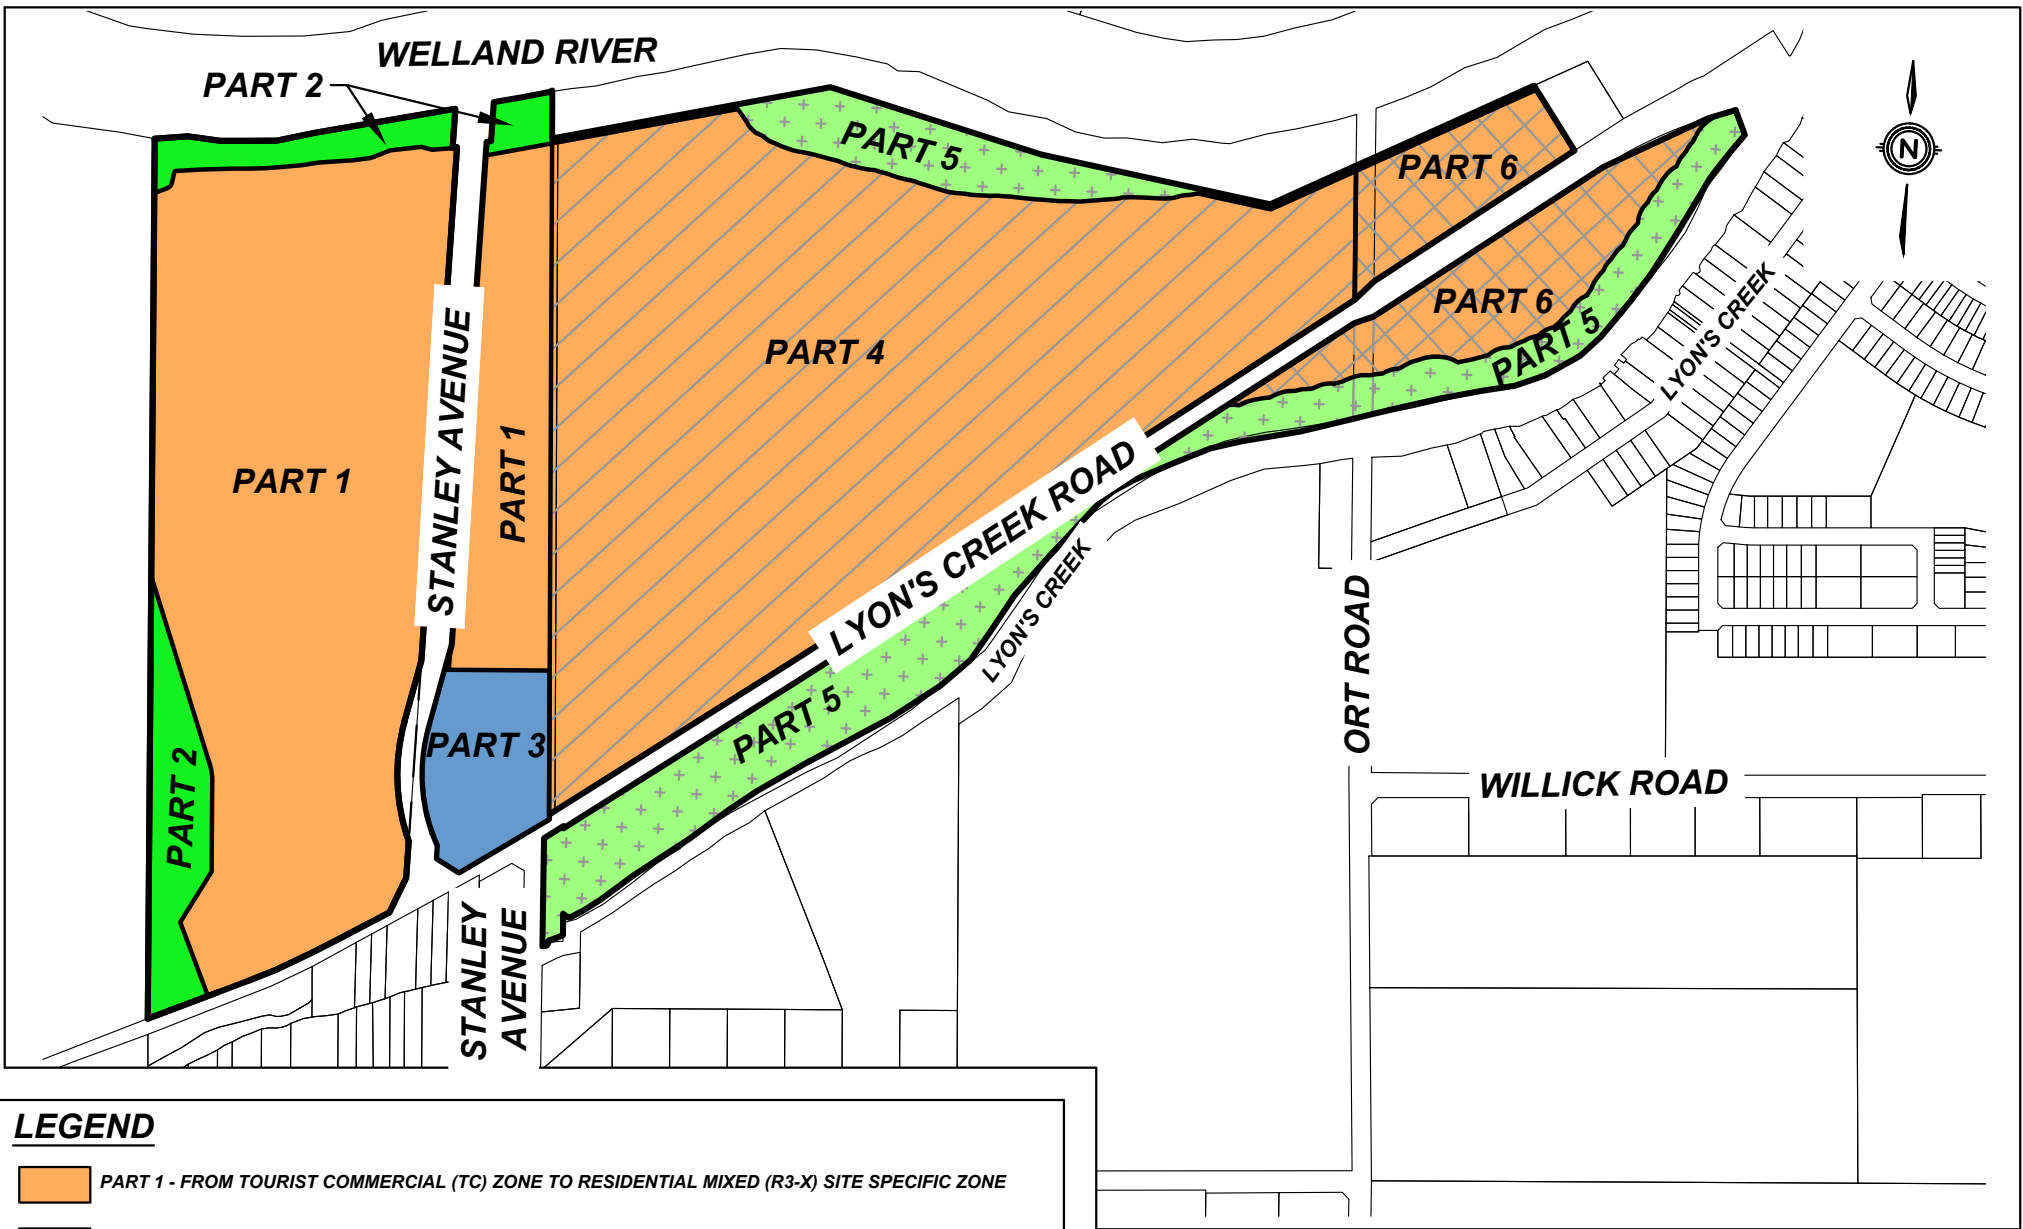 WELLAND RIVER
PART 2
PART 5
N
PART 6
PART 6
PART 5
LYON'S CREEK
STANLEY AVENUE
PART 4
PART 1
PART 1
LYON'S CREEK ROAD
LYON'S CREEK
ORT ROAD
PART 3
PART 5
PART 2
WILLICK ROAD
STANLEY
AVENUE
LEGEND
PART 1 - FROM TOURIST COMMERCIAL (TC) ZONE TO RESIDENTIAL MIXED (R3-X) SITE SPECIFIC ZONE